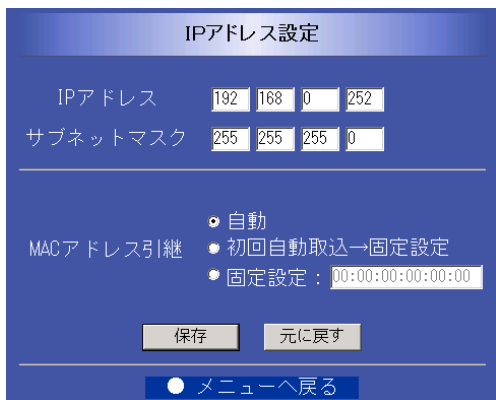 IPアドレス設定
IPアドレス 192 168 0 252
サブネットマスク 255 255 255 0
自動
MACアドレス引継 初回自動取込→固定設定
固定設定：00:00:00:00:00:00
保存 元に戻す
メニューへ戻る